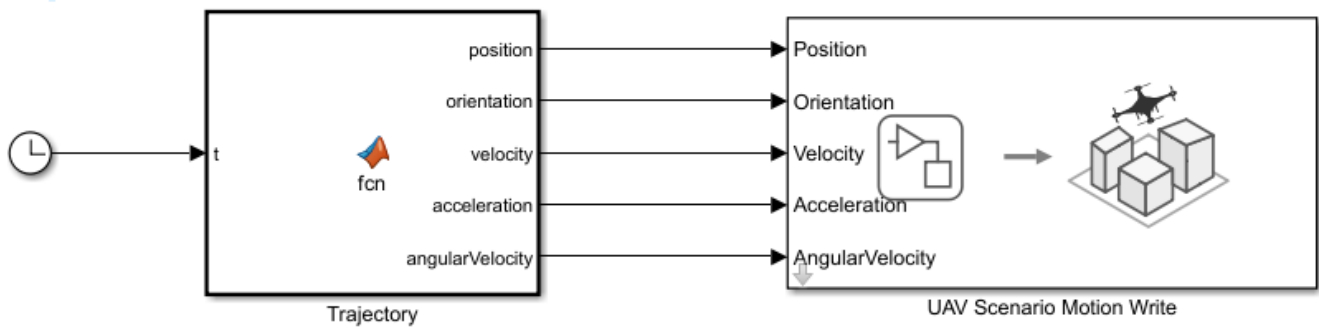 position
orientation
t
velocity
fcn
acceleration
angularVelocity
Trajectory
Position
Orientation
Velocity
Acceleration
AngularVelocity
UAV Scenario Motion Write